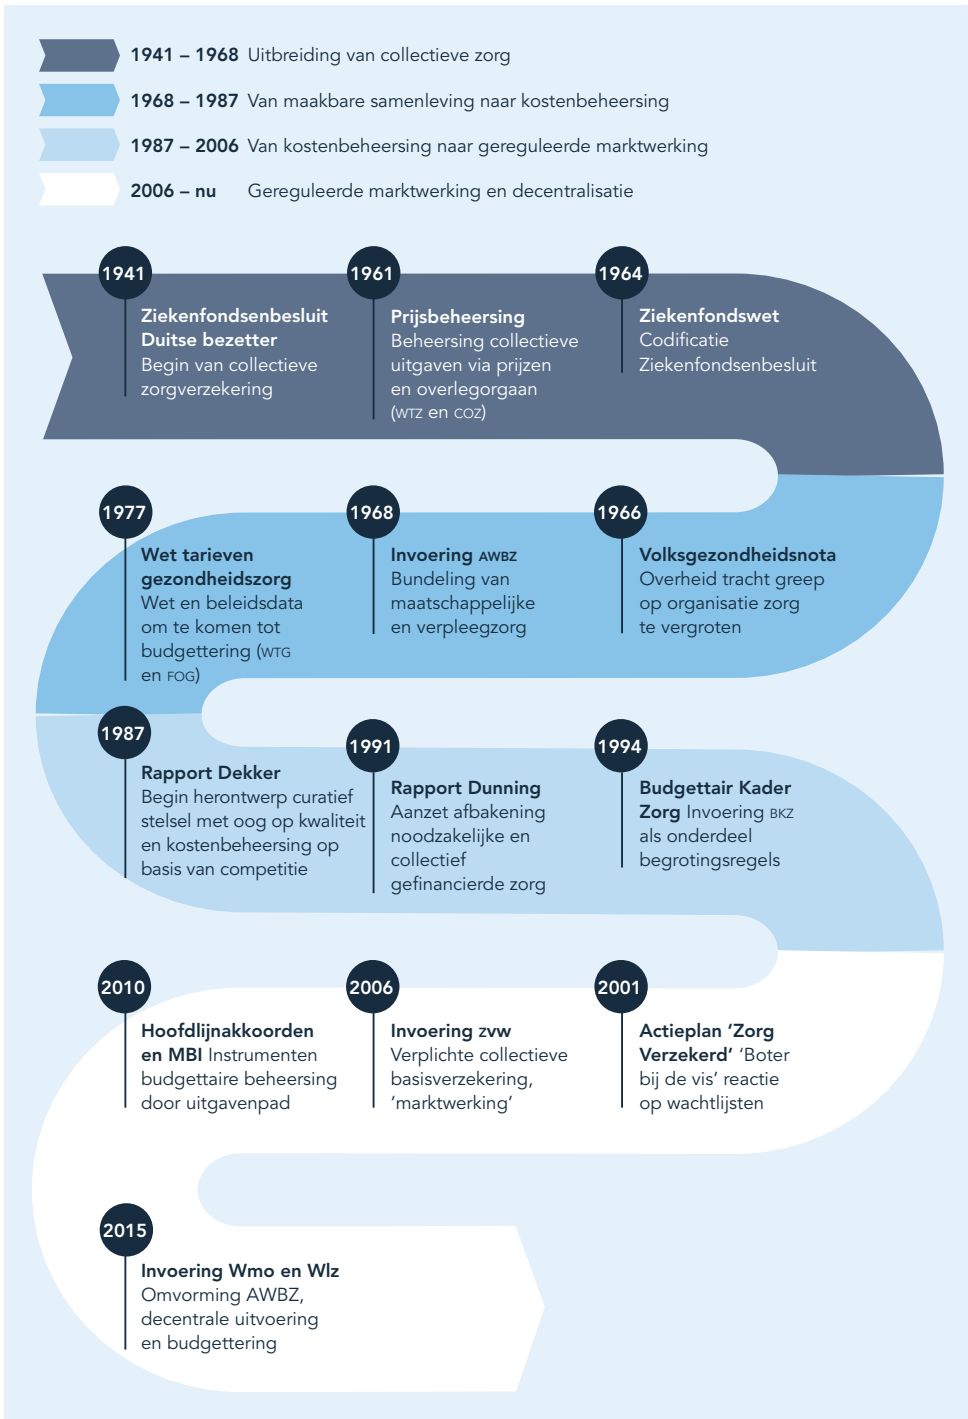 1941 – 1968 Uitbreiding van collectieve zorg
1968 – 1987 Van maakbare samenleving naar kostenbeheersing
1987 – 2006 Van kostenbeheersing naar gereguleerde marktwerking
2006 – nu Gereguleerde marktwerking en decentralisatie
1941
Ziekenfondsenbesluit
Duitse bezetter
Begin van collectieve
zorgverzekering
1961
Prijsbeheersing
Beheersing collectieve
uitgaven via prijzen
en overlegorgaan
(WTZ en COZ)
1964
Ziekenfondswet
Codificatie
Ziekenfondsenbesluit
1966
Volksgezondheidsnota
Overheid tracht greep
op organisatie zorg
te vergroten
1968
Invoering AWBZ
Bundeling van
maatschappelijke
en verpleegzorg
1977
Wet tarieven
gezondheidszorg
Wet en beleidsdata
om te komen tot
budgettering (WTG
en FOG)
1987
Rapport Dekker
Begin herontwerp curatief
stelsel met oog op kwaliteit
en kostenbeheersing op
basis van competitie
1991
Rapport Dunning
Aanzet afbakening
noodzakelijke en
collectief
gefinancierde zorg
1994
Budgettair Kader
Zorg Invoering BKZ
als onderdeel
begrotingsregels
2001
Actieplan ‘Zorg
Verzekerd’ ‘Boter
bij de vis’ reactie
op wachtlijsten
2006
Invoering zvw
Verplichte collectieve
basisverzekering,
‘marktwerking’
2010
Hoofdlijnakkoorden
en MBI Instrumenten
budgettaire beheersing
door uitgavenpad
2015
Invoering Wmo en Wlz
Omvorming AWBZ,
decentrale uitvoering
en budgettering